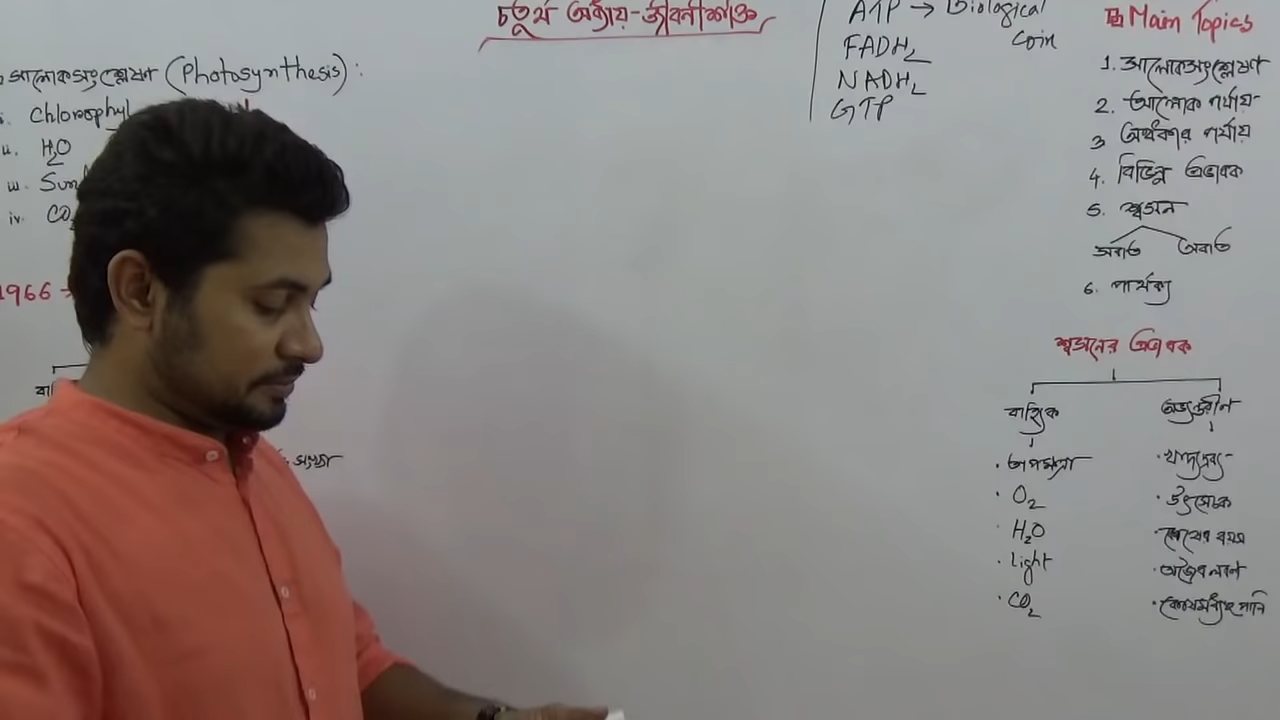 চতুর্থ অধ্যায়-জীবনীশক্তি
আলোকসংশ্লেষণ (Photosynthesis):
i. Chlorophyl
ii. H₂O
iii. Sun
iv. CO₂
1966 →
সংখ্যা
ATP → Biological
Coin
FADH₂
NADH₂
GTP
Main Topics
1. আলোকসংশ্লেষণ
2. আলোক পর্যায়
3. অন্ধকার পর্যায়
4. বিভিন্ন প্রভাবক
5. শ্বসন
সবাত অবাত
6. পার্থক্য
শ্বসনের প্রভাবক
বাহ্যিক অভ্যন্তরীণ
· তাপমাত্রা
· O₂
· H₂O
· Light
· CO₂
· খাদ্যদ্রব্য
· উৎসেচক
· কোষের বয়স
· অজৈব লবণ
· কোষমধ্যস্থ পানি